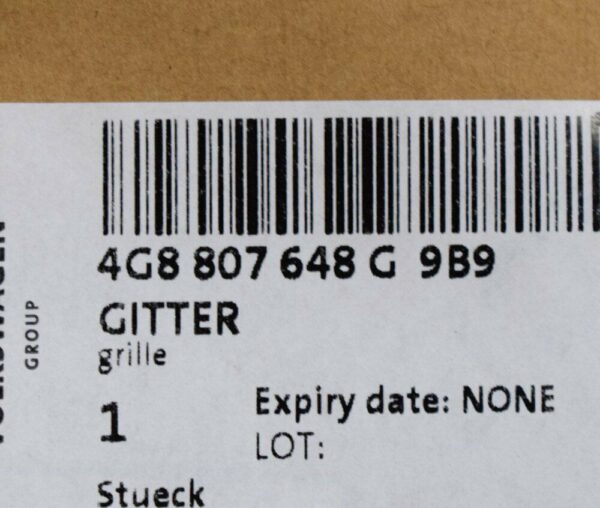 4G8 807 648 G 9B9
GITTER
grille
GROUP
1
Expiry date: NONE
LOT:
Stueck